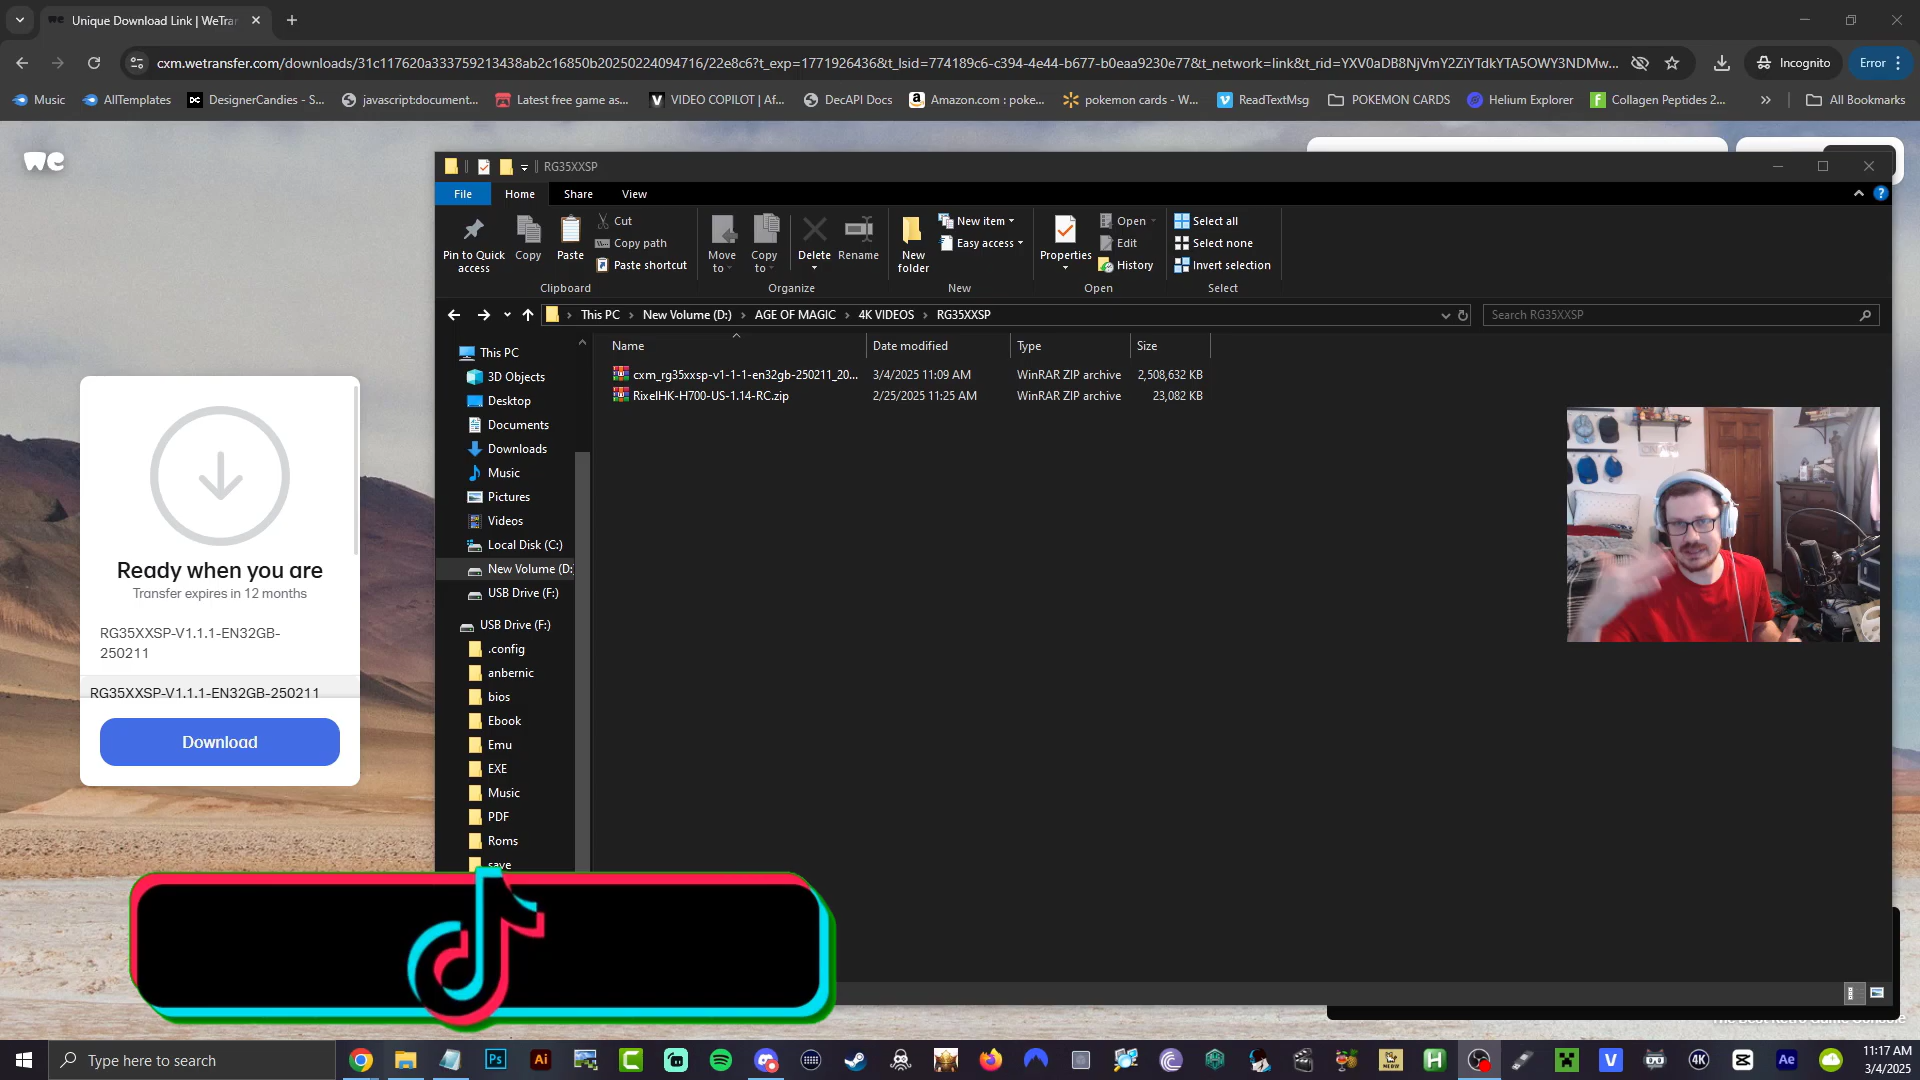 Unique Download Link | WeTran
cxm.wetransfer.com/downloads/31c117620a333759213438ab2c16850b20250224094716/22e8c6?t_exp=1771926436&t_lsid=774189c6-c394-4e44-b677-b0eaa9230e77&t_network=link&t_rid=YXV0aDB8NjVmY2ZiYTdkYTA5OWY3NDMw...
Incognito
Error
Music
AllTemplates
DC
DesignerCandies - S...
javascript:document...
Latest free game as...
VIDEO COPILOT | Af...
DecAPI Docs
Amazon.com : poke...
pokemon cards - W...
ReadTextMsg
POKEMON CARDS
Helium Explorer
Collagen Peptides 2...
»
All Bookmarks
we
RG35XXSP
File
Home
Share
View
Pin to Quick access
Copy
Paste
Cut
Copy path
Paste shortcut
Clipboard
Move to
Copy to
Delete
Rename
Organize
New folder
New item
Easy access
New
Properties
Open
Edit
History
Open
Select all
Select none
Invert selection
Select
This PC
New Volume (D:)
AGE OF MAGIC
4K VIDEOS
RG35XXSP
Search RG35XXSP
Name
Date modified
Type
Size
cxm_rg35xxsp-v1-1-1-en32gb-250211_20...
3/4/2025 11:09 AM
WinRAR ZIP archive
2,508,632 KB
RixelHK-H700-US-1.14-RC.zip
2/25/2025 11:25 AM
WinRAR ZIP archive
23,082 KB
This PC
3D Objects
Desktop
Documents
Downloads
Music
Pictures
Videos
Local Disk (C:)
New Volume (D:
USB Drive (F:)
USB Drive (F:)
.config
anbernic
bios
Ebook
Emu
EXE
Music
PDF
Roms
save
Ready when you are
Transfer expires in 12 months
RG35XXSP-V1.1.1-EN32GB-
250211
RG35XXSP-V1.1.1-EN32GB-250211
Download
Type here to search
Ps
Ai
C
H
V
4K
Ae
11:17 AM
3/4/2025